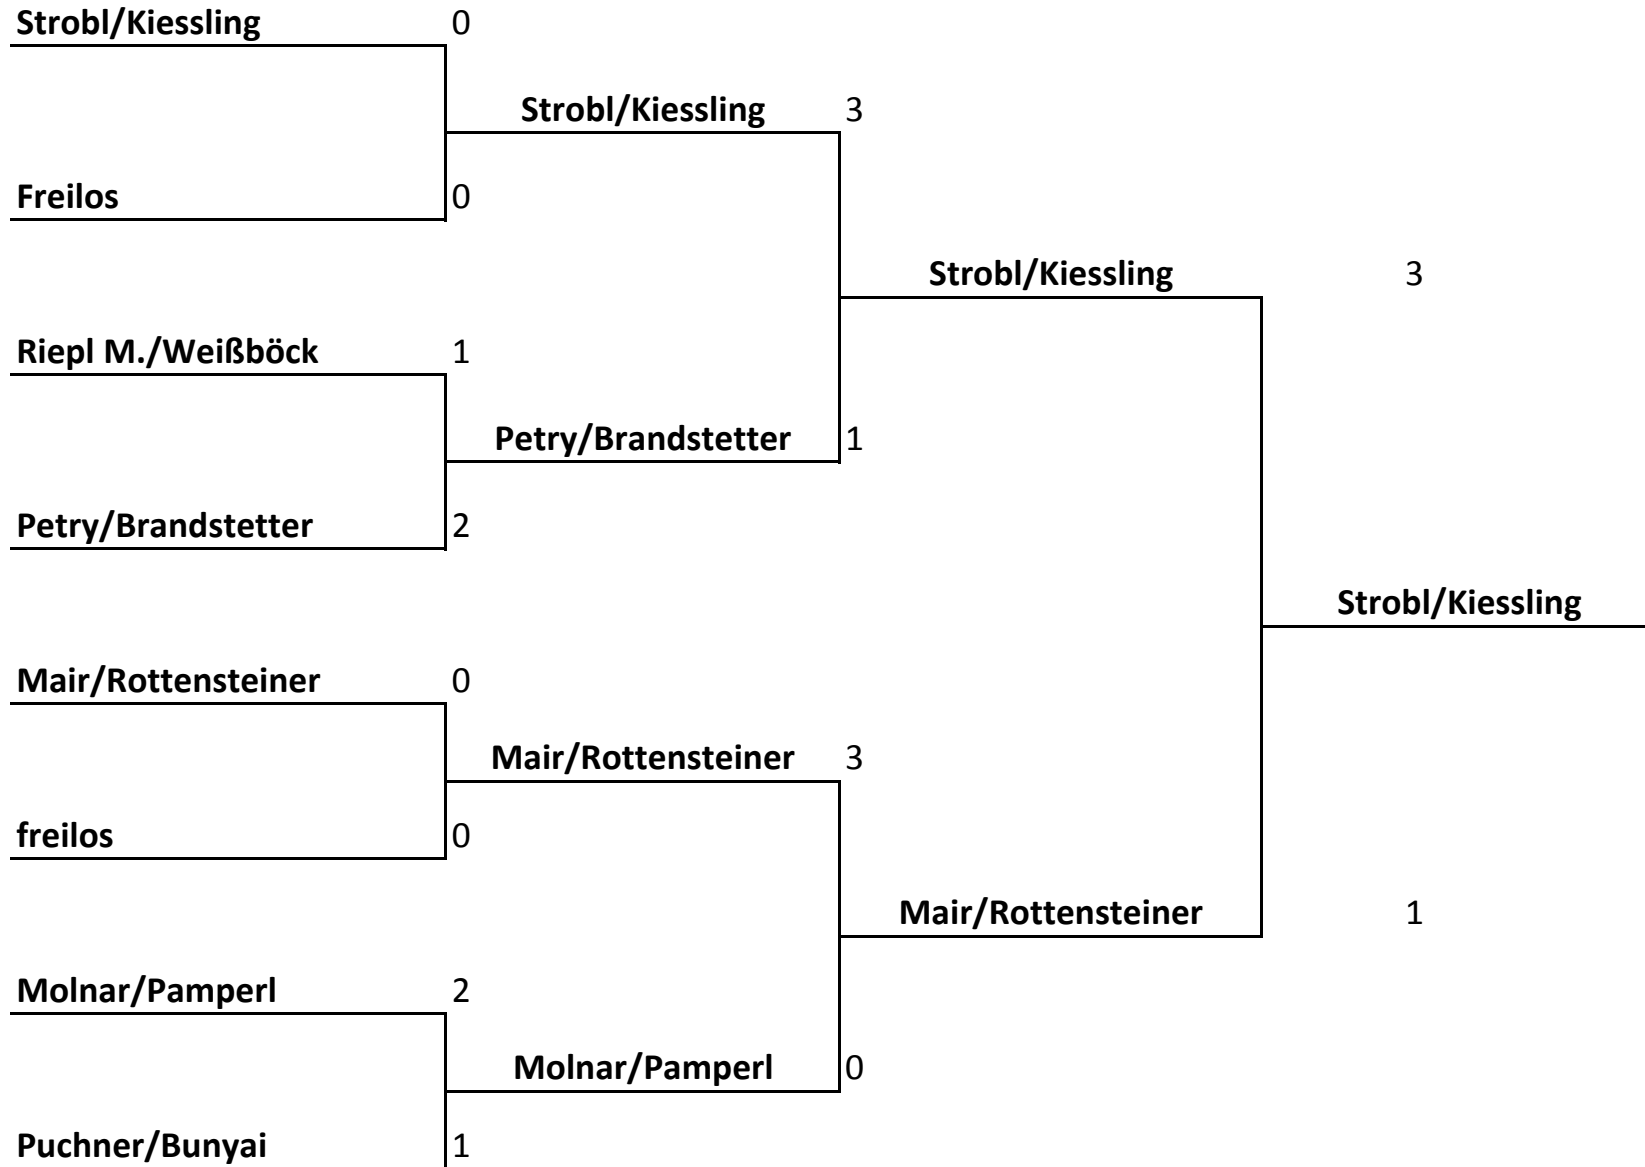 Strobl/Kiessling 0
Strobl/Kiessling 3
Freilos 0
Strobl/Kiessling 3
Riepl M./Weißböck 1
Petry/Brandstetter 1
Petry/Brandstetter 2
Strobl/Kiessling
Mair/Rottensteiner 0
Mair/Rottensteiner 3
freilos 0
Mair/Rottensteiner 1
Molnar/Pamperl 2
Molnar/Pamperl 0
Puchner/Bunyai 1